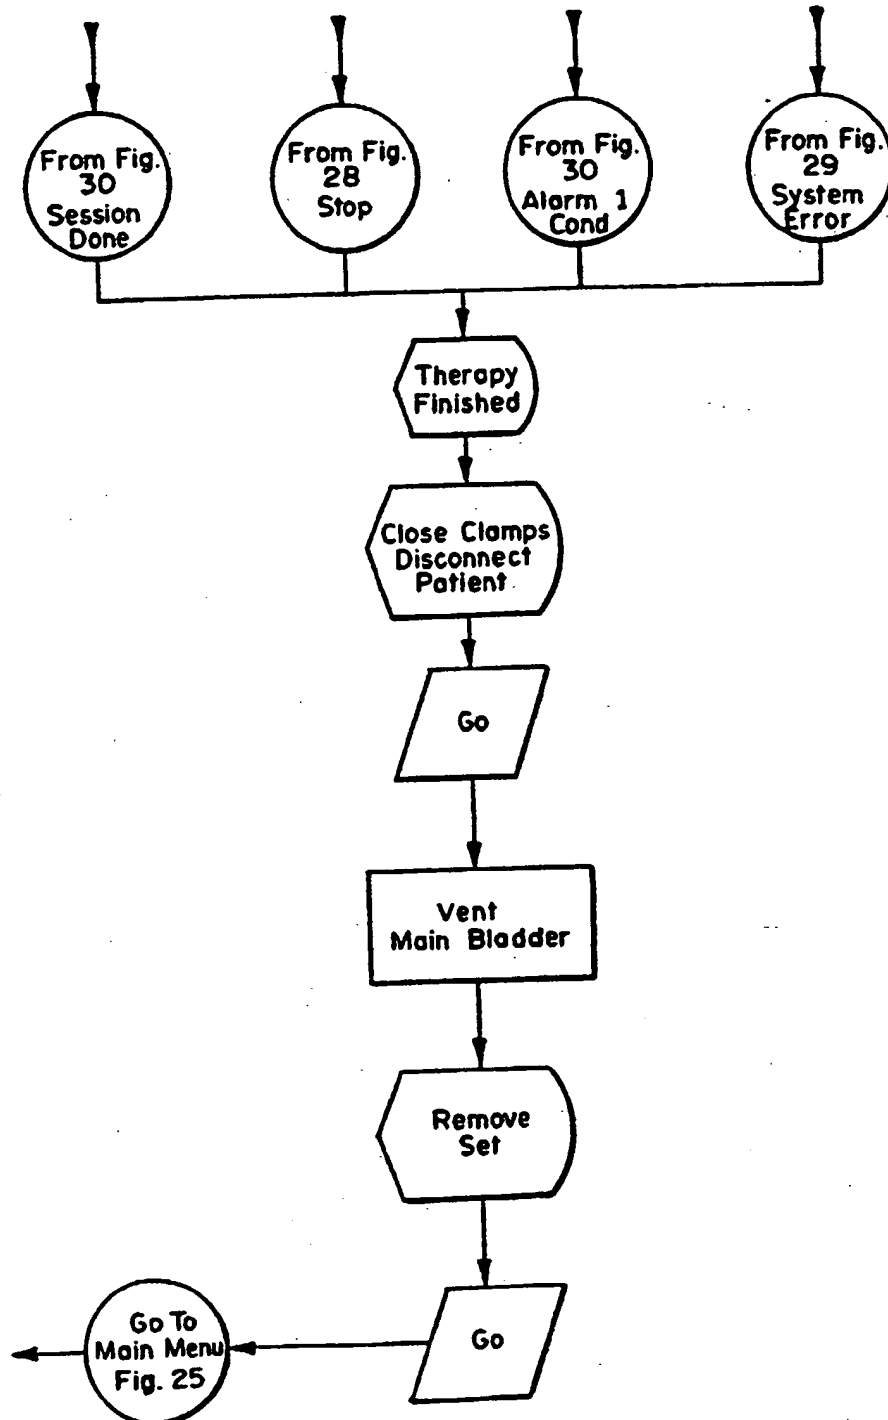 From Fig.
30
Session
Done
From Fig.
28
Stop
From Fig.
30
Alarm 1
Cond
From Fig.
29
System
Error
Therapy
Finished
Close Clamps
Disconnect
Patient
Go
Vent
Main Bladder
Remove
Set
Go
Go To
Main Menu
Fig. 25